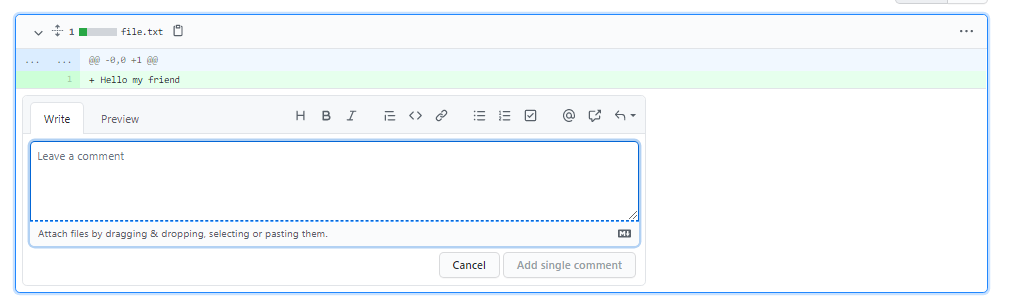 1 file.txt
... ... @@ -0,0 +1 @@
1 + Hello my friend
Write Preview H B I @
Leave a comment
Attach files by dragging & dropping, selecting or pasting them. M
Cancel Add single comment